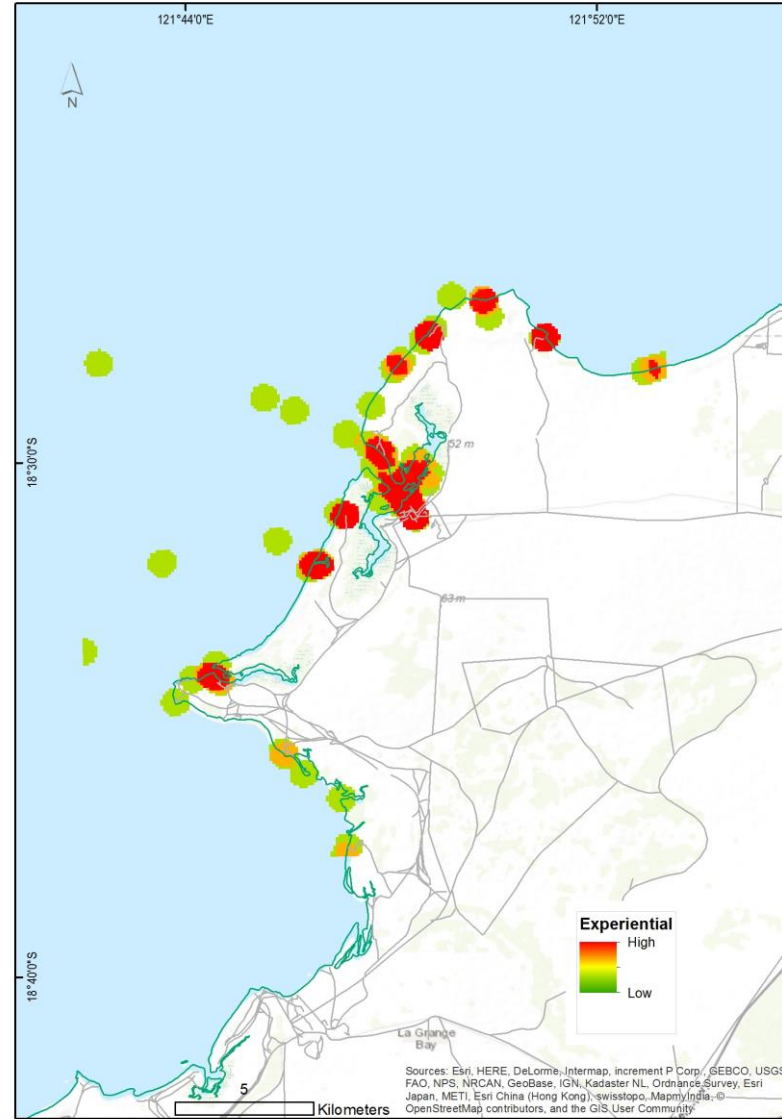 121°44'0"E
121°52'0"E
N
18°30'0"S
52 m
63 m
Experiential
High
Low
18°40'0"S
La Grange
Bay
5
Kilometers
Sources: Esri, HERE, DeLorme, Intermap, increment P Corp., GEBCO, USGS
FAO, NPS, NRCAN, GeoBase, IGN, Kadaster NL, Ordnance Survey, Esri
Japan, METI, Esri China (Hong Kong), swisstopo, MapmyIndia, ©
OpenStreetMap contributors, and the GIS User Community